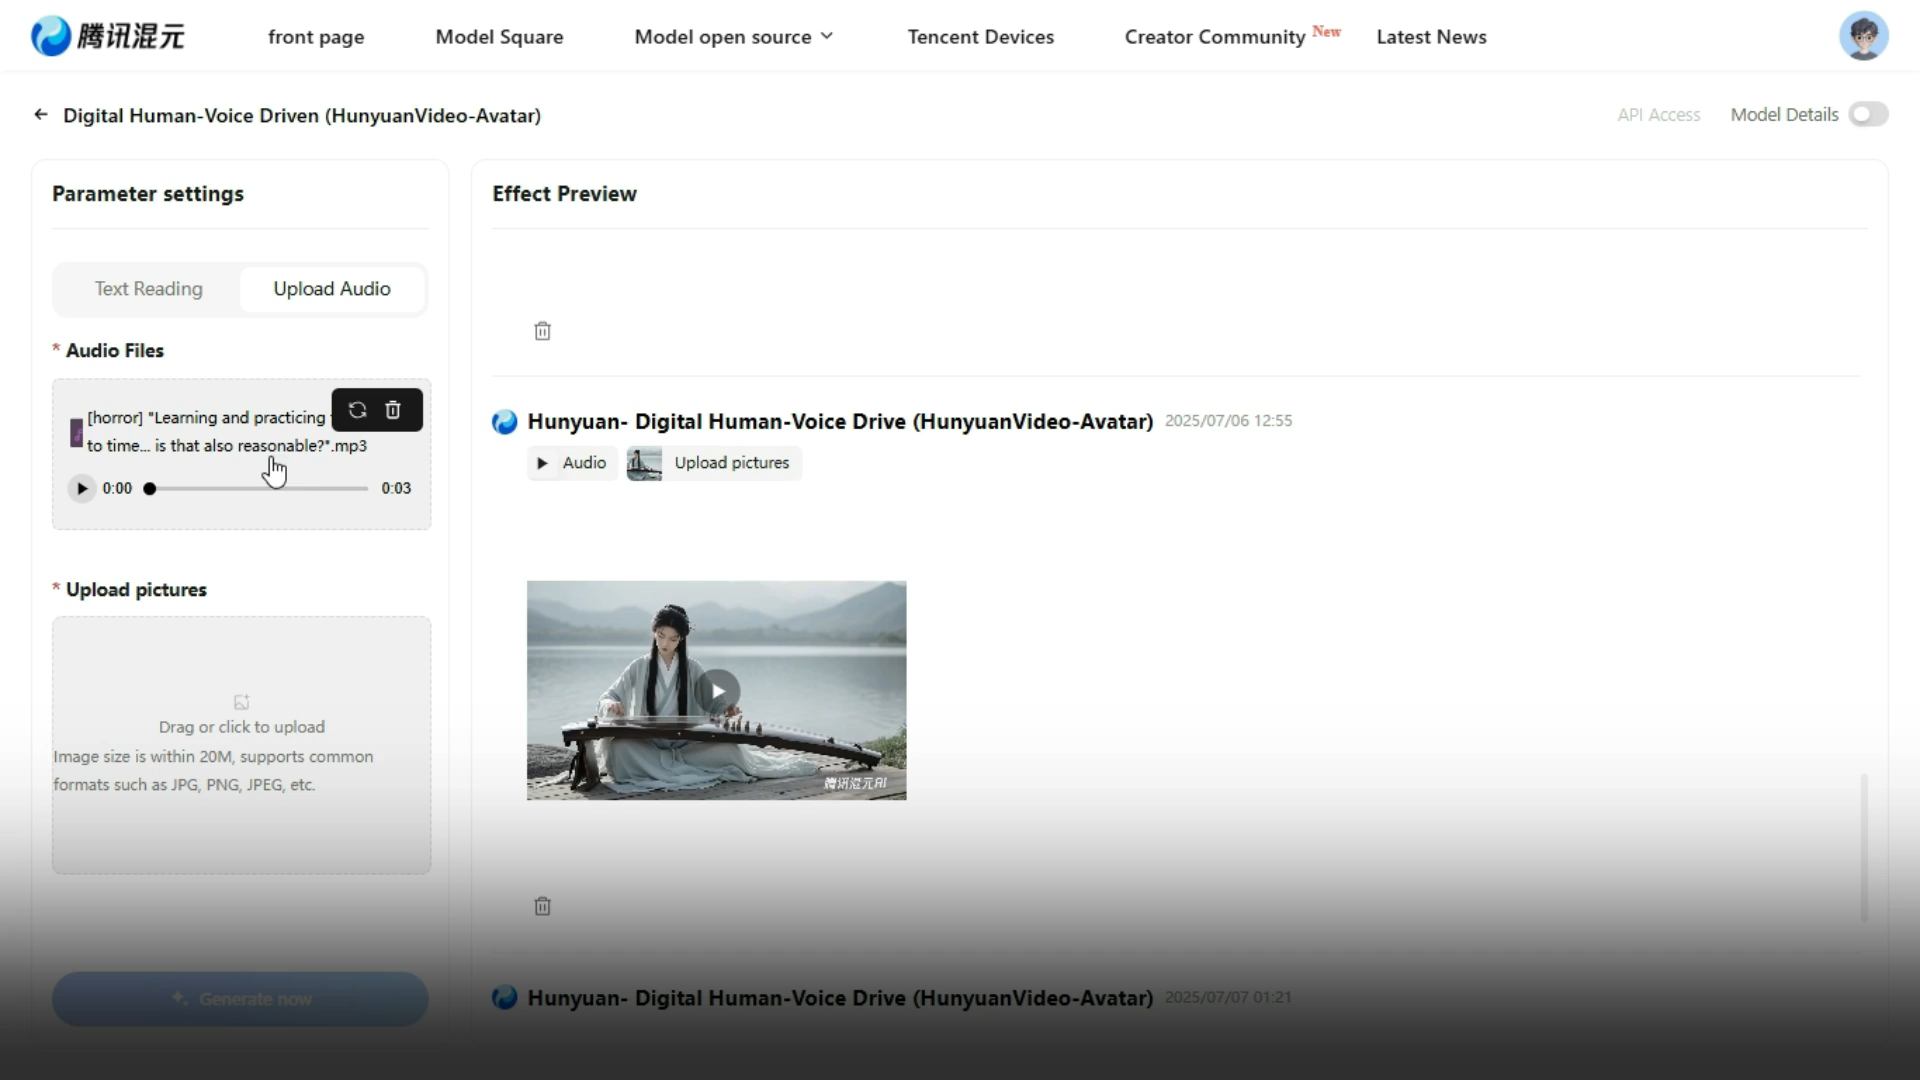 腾讯混元
front page
Model Square
Model open source
Tencent Devices
Creator Community New
Latest News
Digital Human-Voice Driven (HunyuanVideo-Avatar)
API Access
Model Details
Parameter settings
Text Reading
Upload Audio
* Audio Files
[horror] "Learning and practicing
to time... is that also reasonable?".mp3
0:00
0:03
* Upload pictures
Drag or click to upload
Image size is within 20M, supports common
formats such as JPG, PNG, JPEG, etc.
Generate now
Effect Preview
Hunyuan- Digital Human-Voice Drive (HunyuanVideo-Avatar) 2025/07/06 12:55
Audio
Upload pictures
腾讯混元AI
Hunyuan- Digital Human-Voice Drive (HunyuanVideo-Avatar) 2025/07/07 01:21